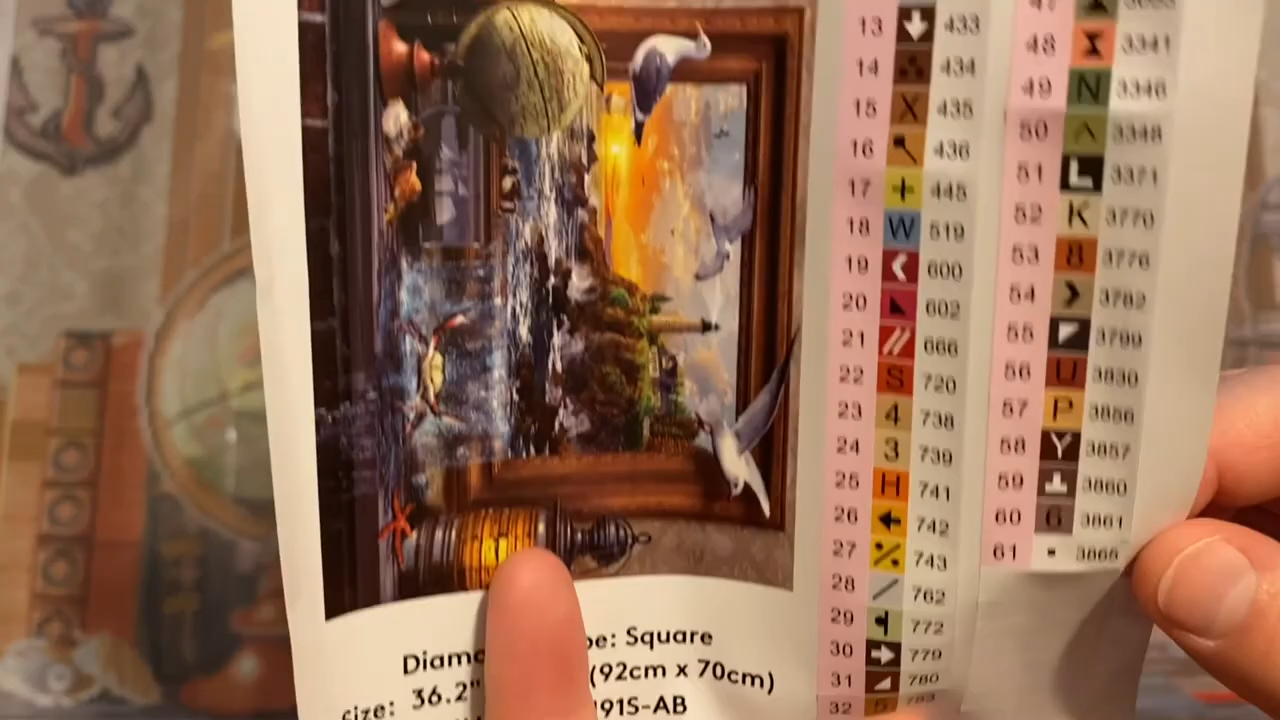 13 433
14 434
15 X 435
16 436
17 + 445
18 W 519
19 600
20 602
21 // 666
22 S 720
23 4 738
24 3 739
25 H 741
26 742
27 % 743
28 / 762
29 772
30 779
31 780
32 5 783
48 3341
49 N 3346
50 ^ 3348
51 L 3371
52 K 3770
53 8 3776
54 3782
55 3799
56 U 3830
57 P 3856
58 Y 3857
59 3860
60 6 3861
61 3866
Square
size: 36.2" (92cm x 70cm)
91S-AB